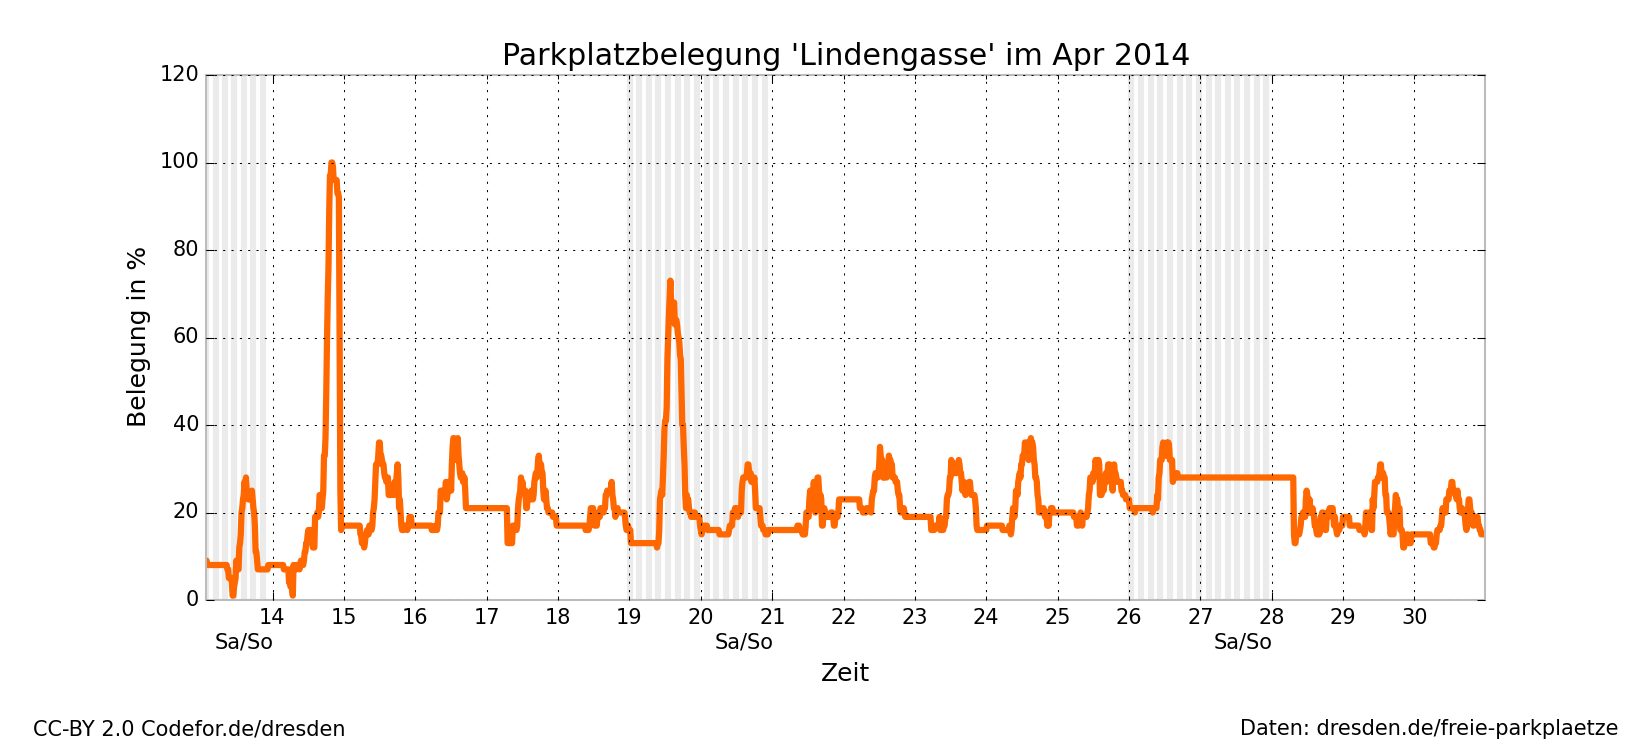 Parkplatzbelegung 'Lindengasse' im Apr 2014
120
100
80
60
40
20
0
Belegung in %
14 15 16 17 18 19 20 21 22 23 24 25 26 27 28 29 30
Sa/So Sa/So Sa/So
Zeit
CC-BY 2.0 Codefor.de/dresden
Daten: dresden.de/freie-parkplaetze